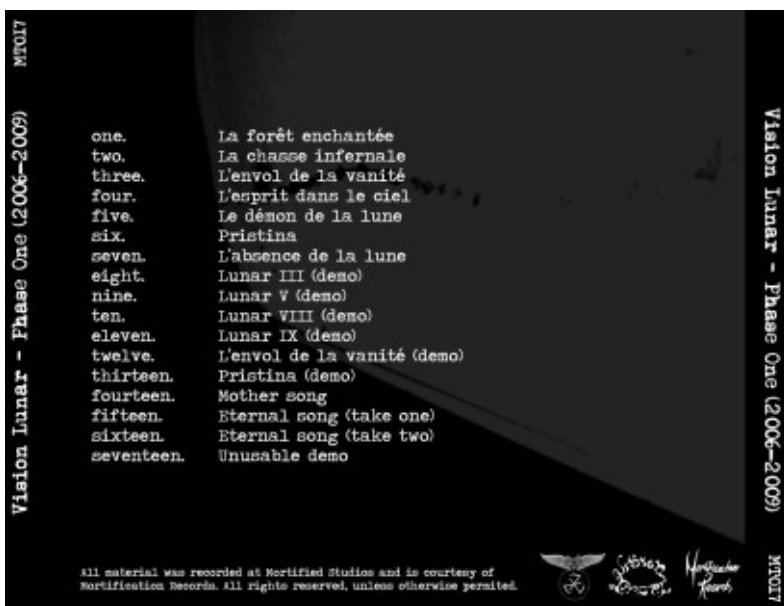 MT017
Vision Lunar - Phase One (2006-2009)
one. La forêt enchantée
two. La chasse infernale
three. L'envol de la vanité
four. L'esprit dans le ciel
five. Le démon de la lune
six. Pristina
seven. L'absence de la lune
eight. Lunar III (demo)
nine. Lunar V (demo)
ten. Lunar VIII (demo)
eleven. Lunar IX (demo)
twelve. L'envol de la vanité (demo)
thirteen. Pristina (demo)
fourteen. Mother song
fifteen. Eternal song (take one)
sixteen. Eternal song (take two)
seventeen. Unusable demo
All material was recorded at Mortified Studios and is courtesy of
Mortification Records. All rights reserved, unless otherwise permited.
Mortification
Records
Vision Lunar - Phase One (2006-2009)
MT017